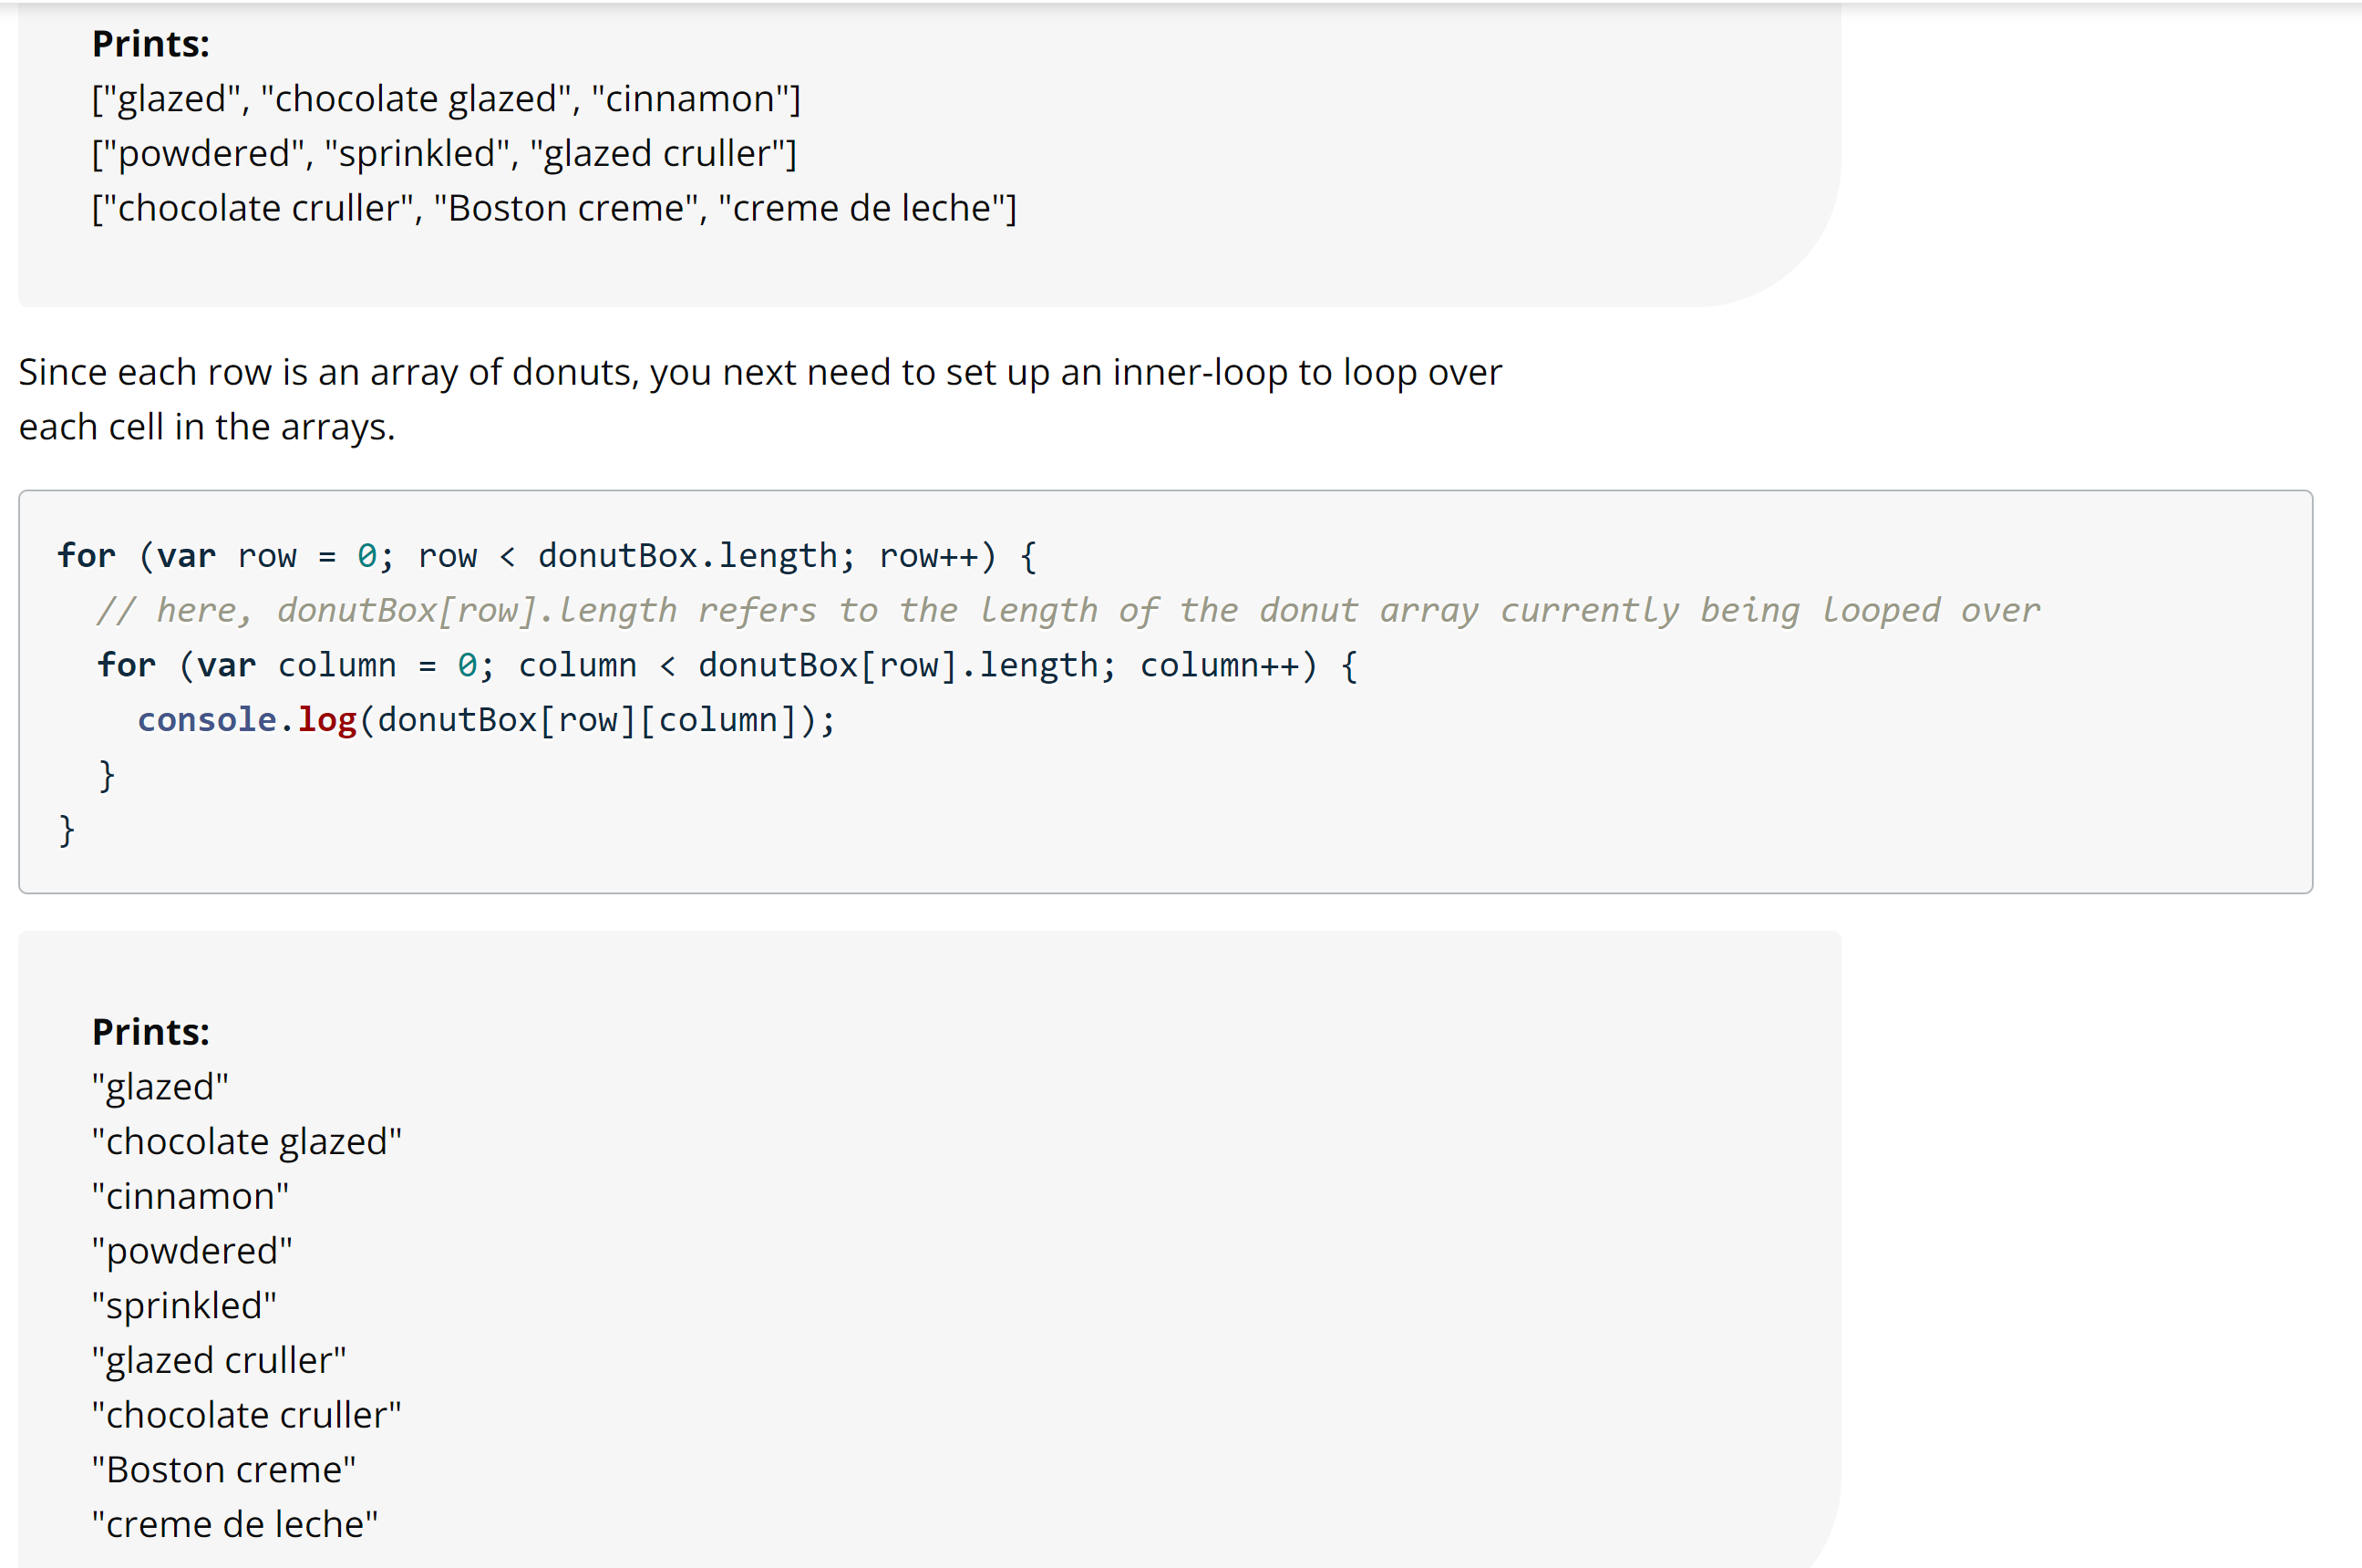 Prints:
["glazed", "chocolate glazed", "cinnamon"]
["powdered", "sprinkled", "glazed cruller"]
["chocolate cruller", "Boston creme", "creme de leche"]
Since each row is an array of donuts, you next need to set up an inner-loop to loop over
each cell in the arrays.
for (var row = 0; row < donutBox.length; row++) {
  // here, donutBox[row].length refers to the length of the donut array currently being looped over
  for (var column = 0; column < donutBox[row].length; column++) {
    console.log(donutBox[row][column]);
  }
}
Prints:
"glazed"
"chocolate glazed"
"cinnamon"
"powdered"
"sprinkled"
"glazed cruller"
"chocolate cruller"
"Boston creme"
"creme de leche"